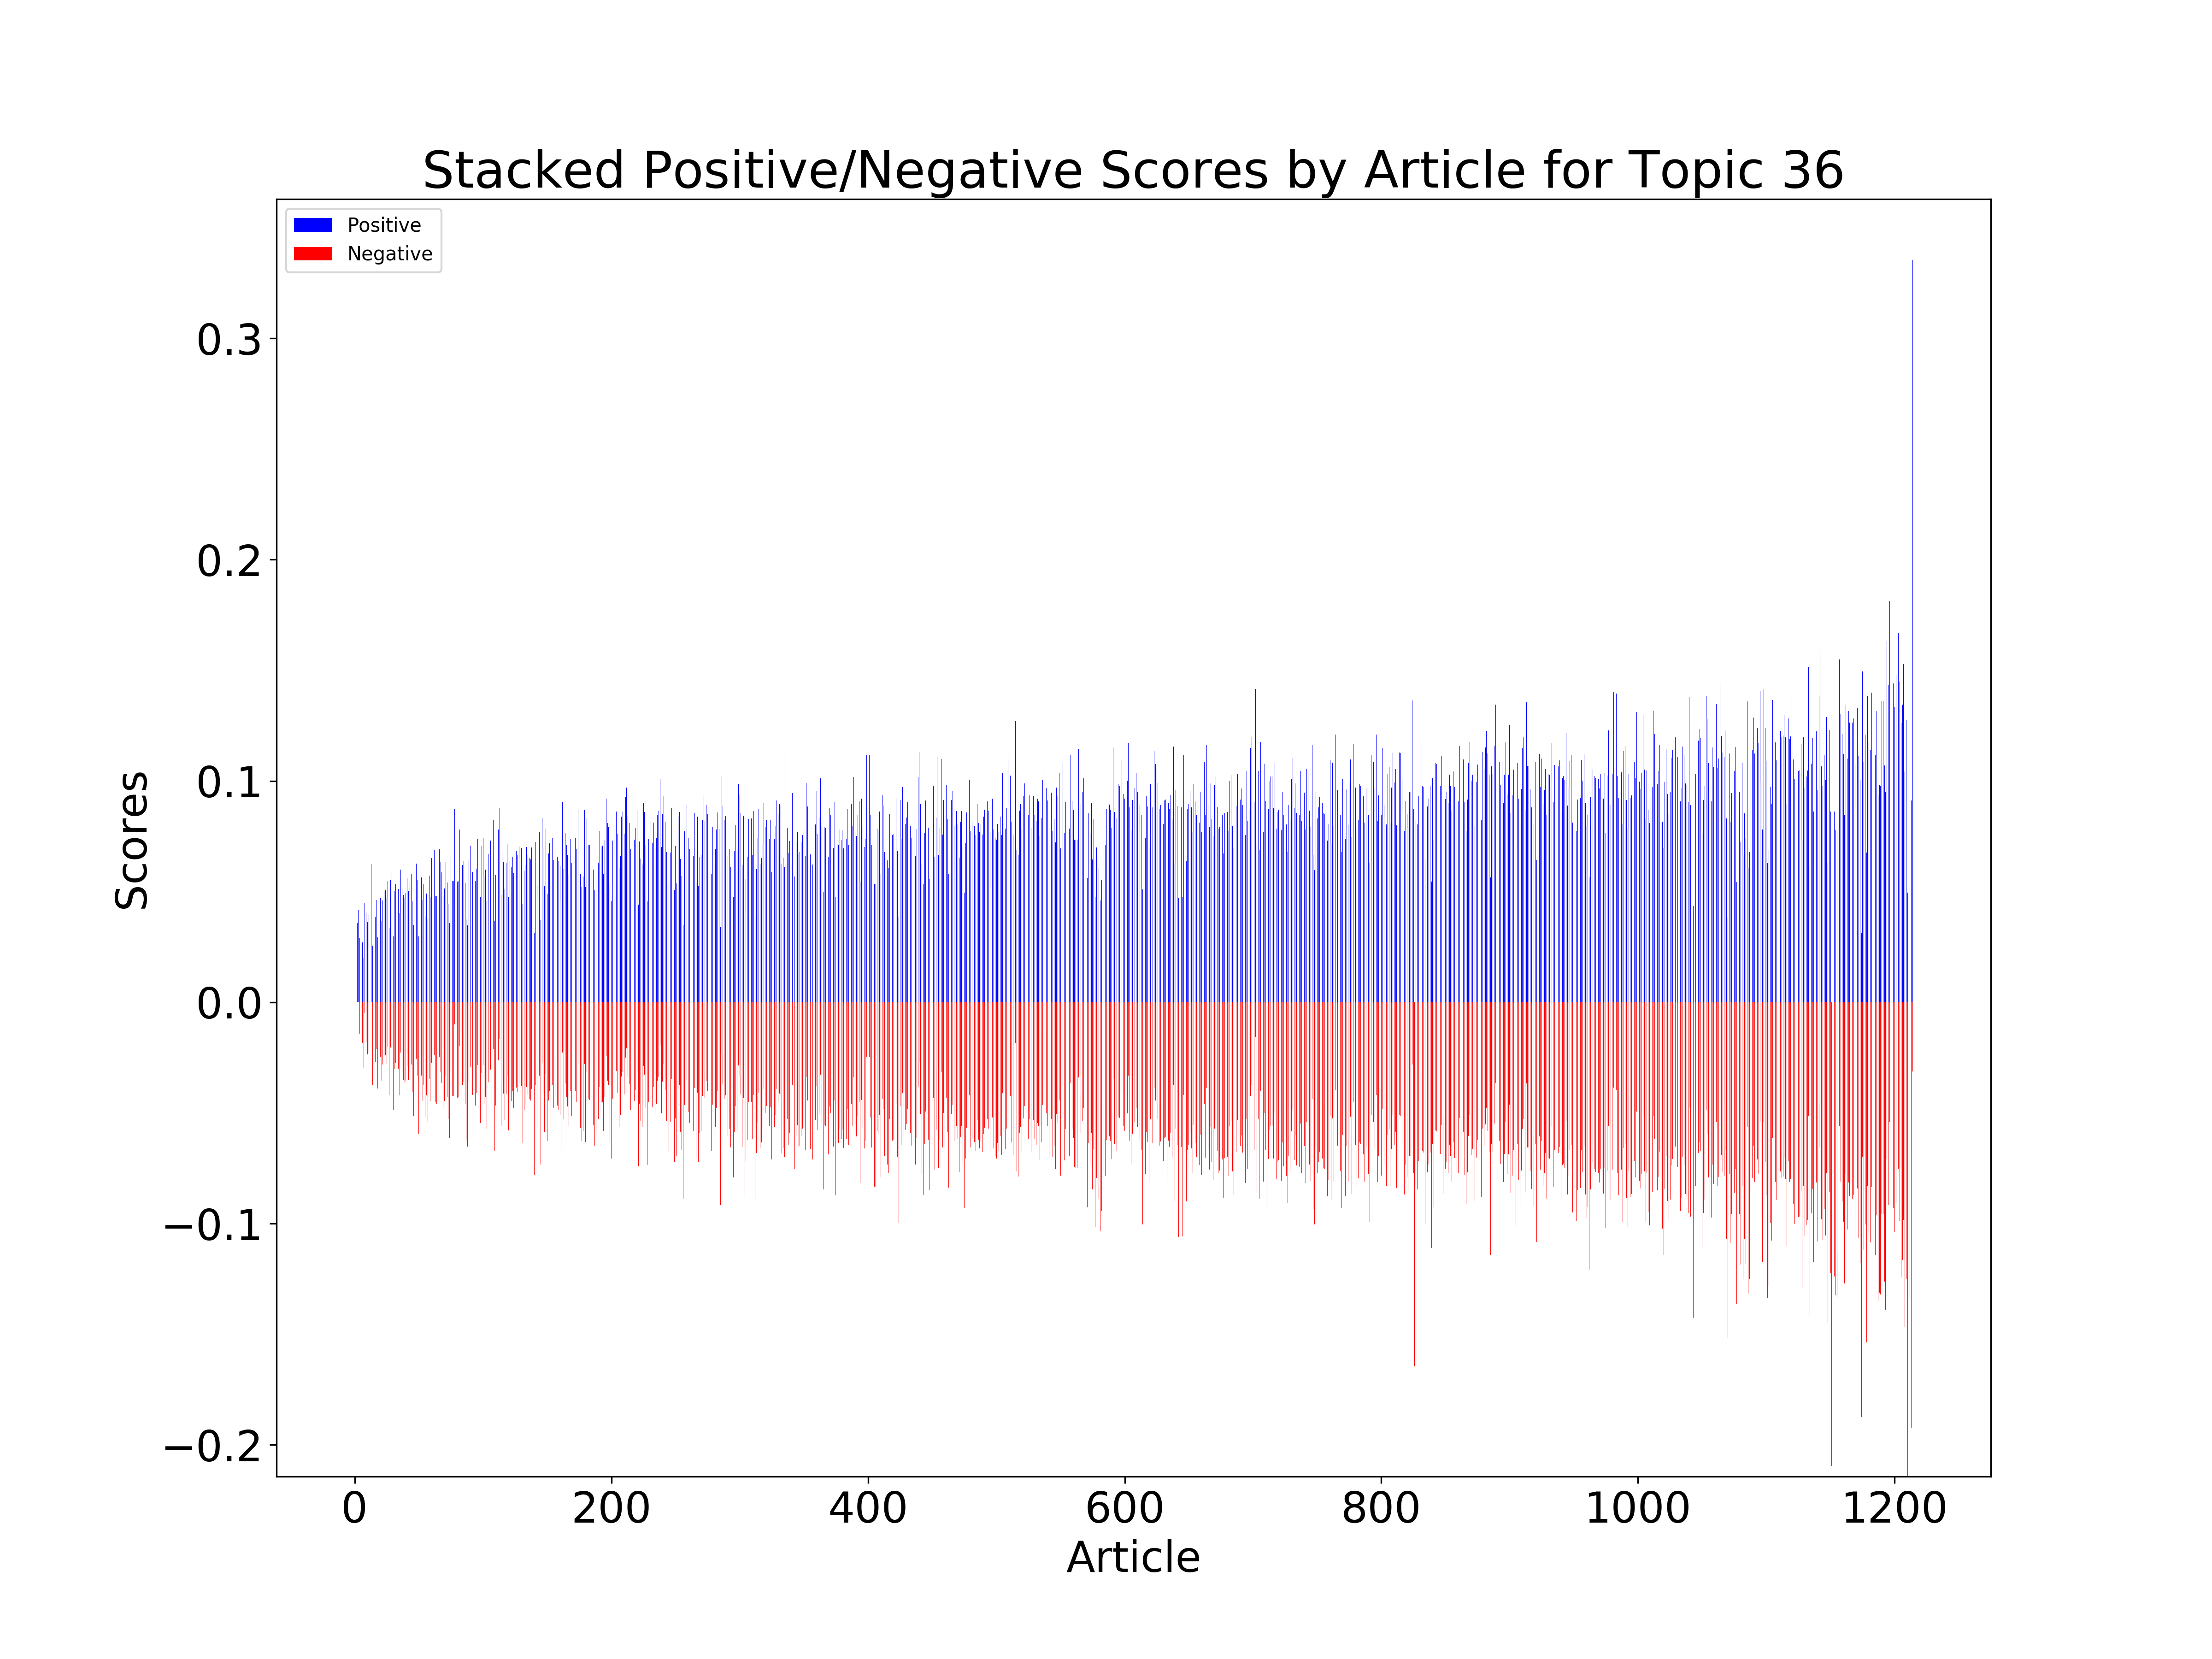 Stacked Positive/Negative Scores by Article for Topic 36
Positive
Negative
Scores
0.3
0.2
0.1
0.0
−0.1
−0.2
0 200 400 600 800 1000 1200
Article